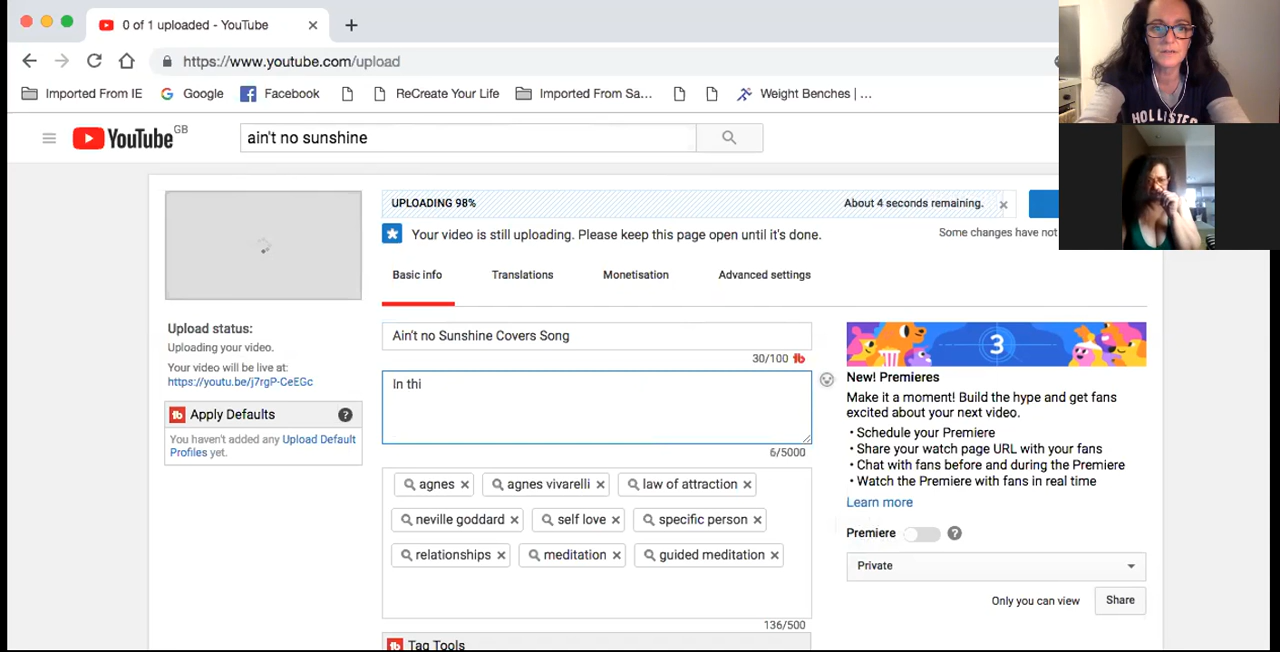 0 of 1 uploaded - YouTube
https://www.youtube.com/upload
Imported From IE Google Facebook ReCreate Your Life Imported From Sa... Weight Benches | ...
YouTube GB
ain't no sunshine
UPLOADING 98% About 4 seconds remaining.
Your video is still uploading. Please keep this page open until it's done.
Some changes have not
Basic info Translations Monetisation Advanced settings
Upload status:
Uploading your video.
Your video will be live at:
https://youtu.be/j7rgP-CeEGc
Apply Defaults
You haven't added any Upload Default
Profiles yet.
Ain't no Sunshine Covers Song
30/100 tb
In thi
6/5000
agnes agnes vivarelli law of attraction
neville goddard self love specific person
relationships meditation guided meditation
136/500
tb Tag Tools
3
New! Premieres
Make it a moment! Build the hype and get fans
excited about your next video.
• Schedule your Premiere
• Share your watch page URL with your fans
• Chat with fans before and during the Premiere
• Watch the Premiere with fans in real time
Learn more
Premiere
Private
Only you can view Share
HOLLISTER